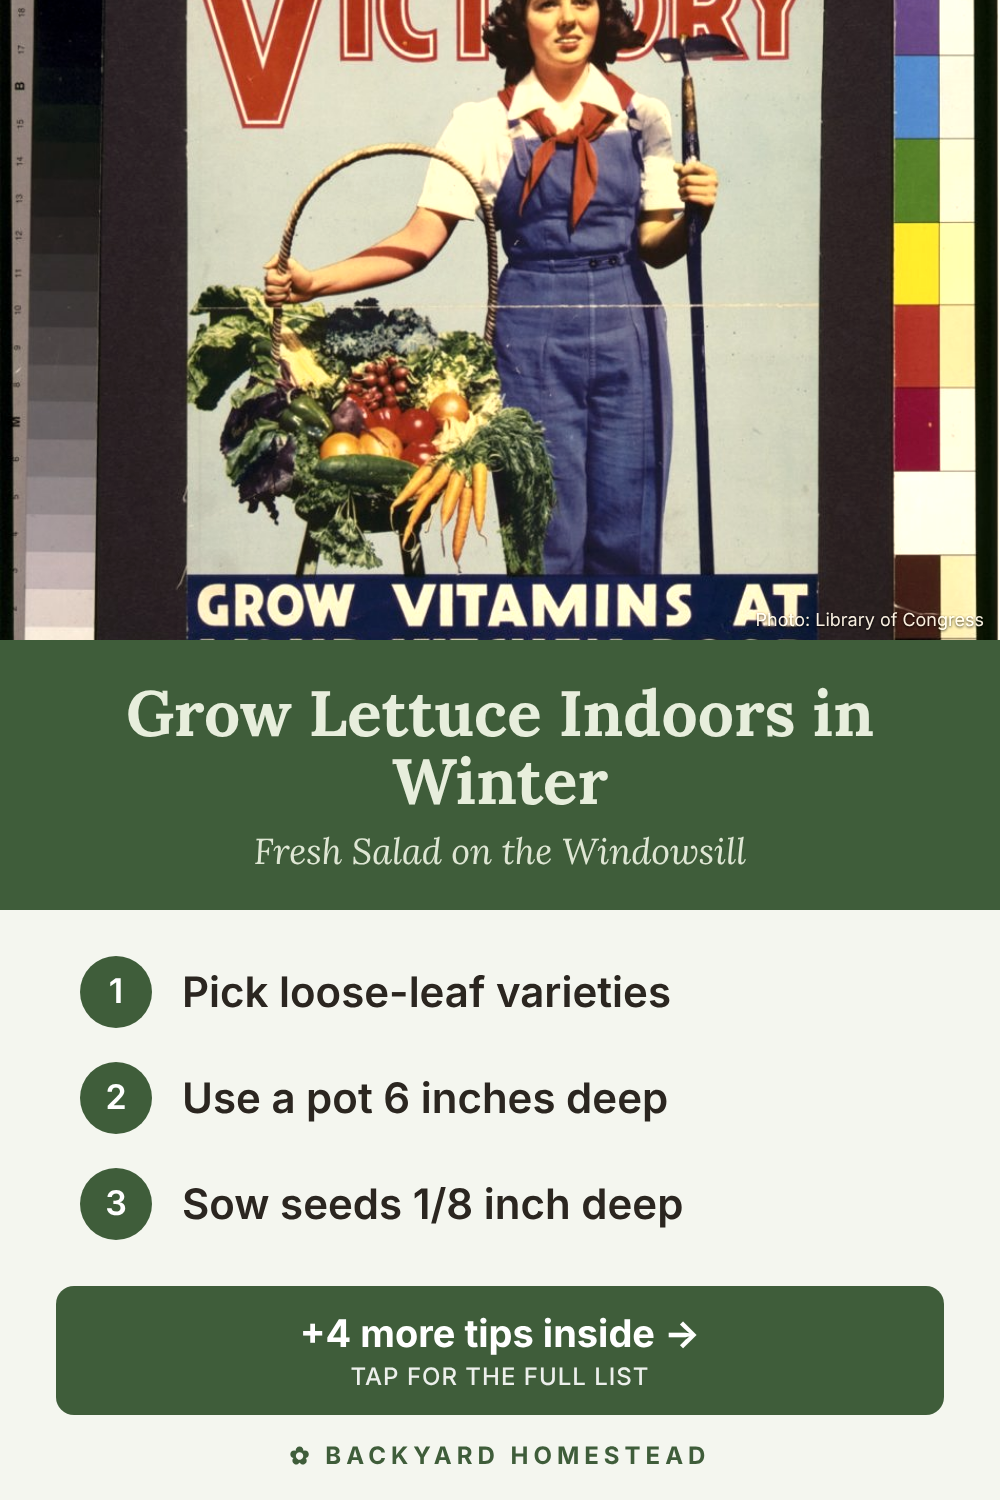 VICTORY
GROW VITAMINS AT
Photo: Library of Congress
Grow Lettuce Indoors in
Winter
Fresh Salad on the Windowsill
1 Pick loose-leaf varieties
2 Use a pot 6 inches deep
3 Sow seeds 1/8 inch deep
+4 more tips inside →
TAP FOR THE FULL LIST
✿ BACKYARD HOMESTEAD